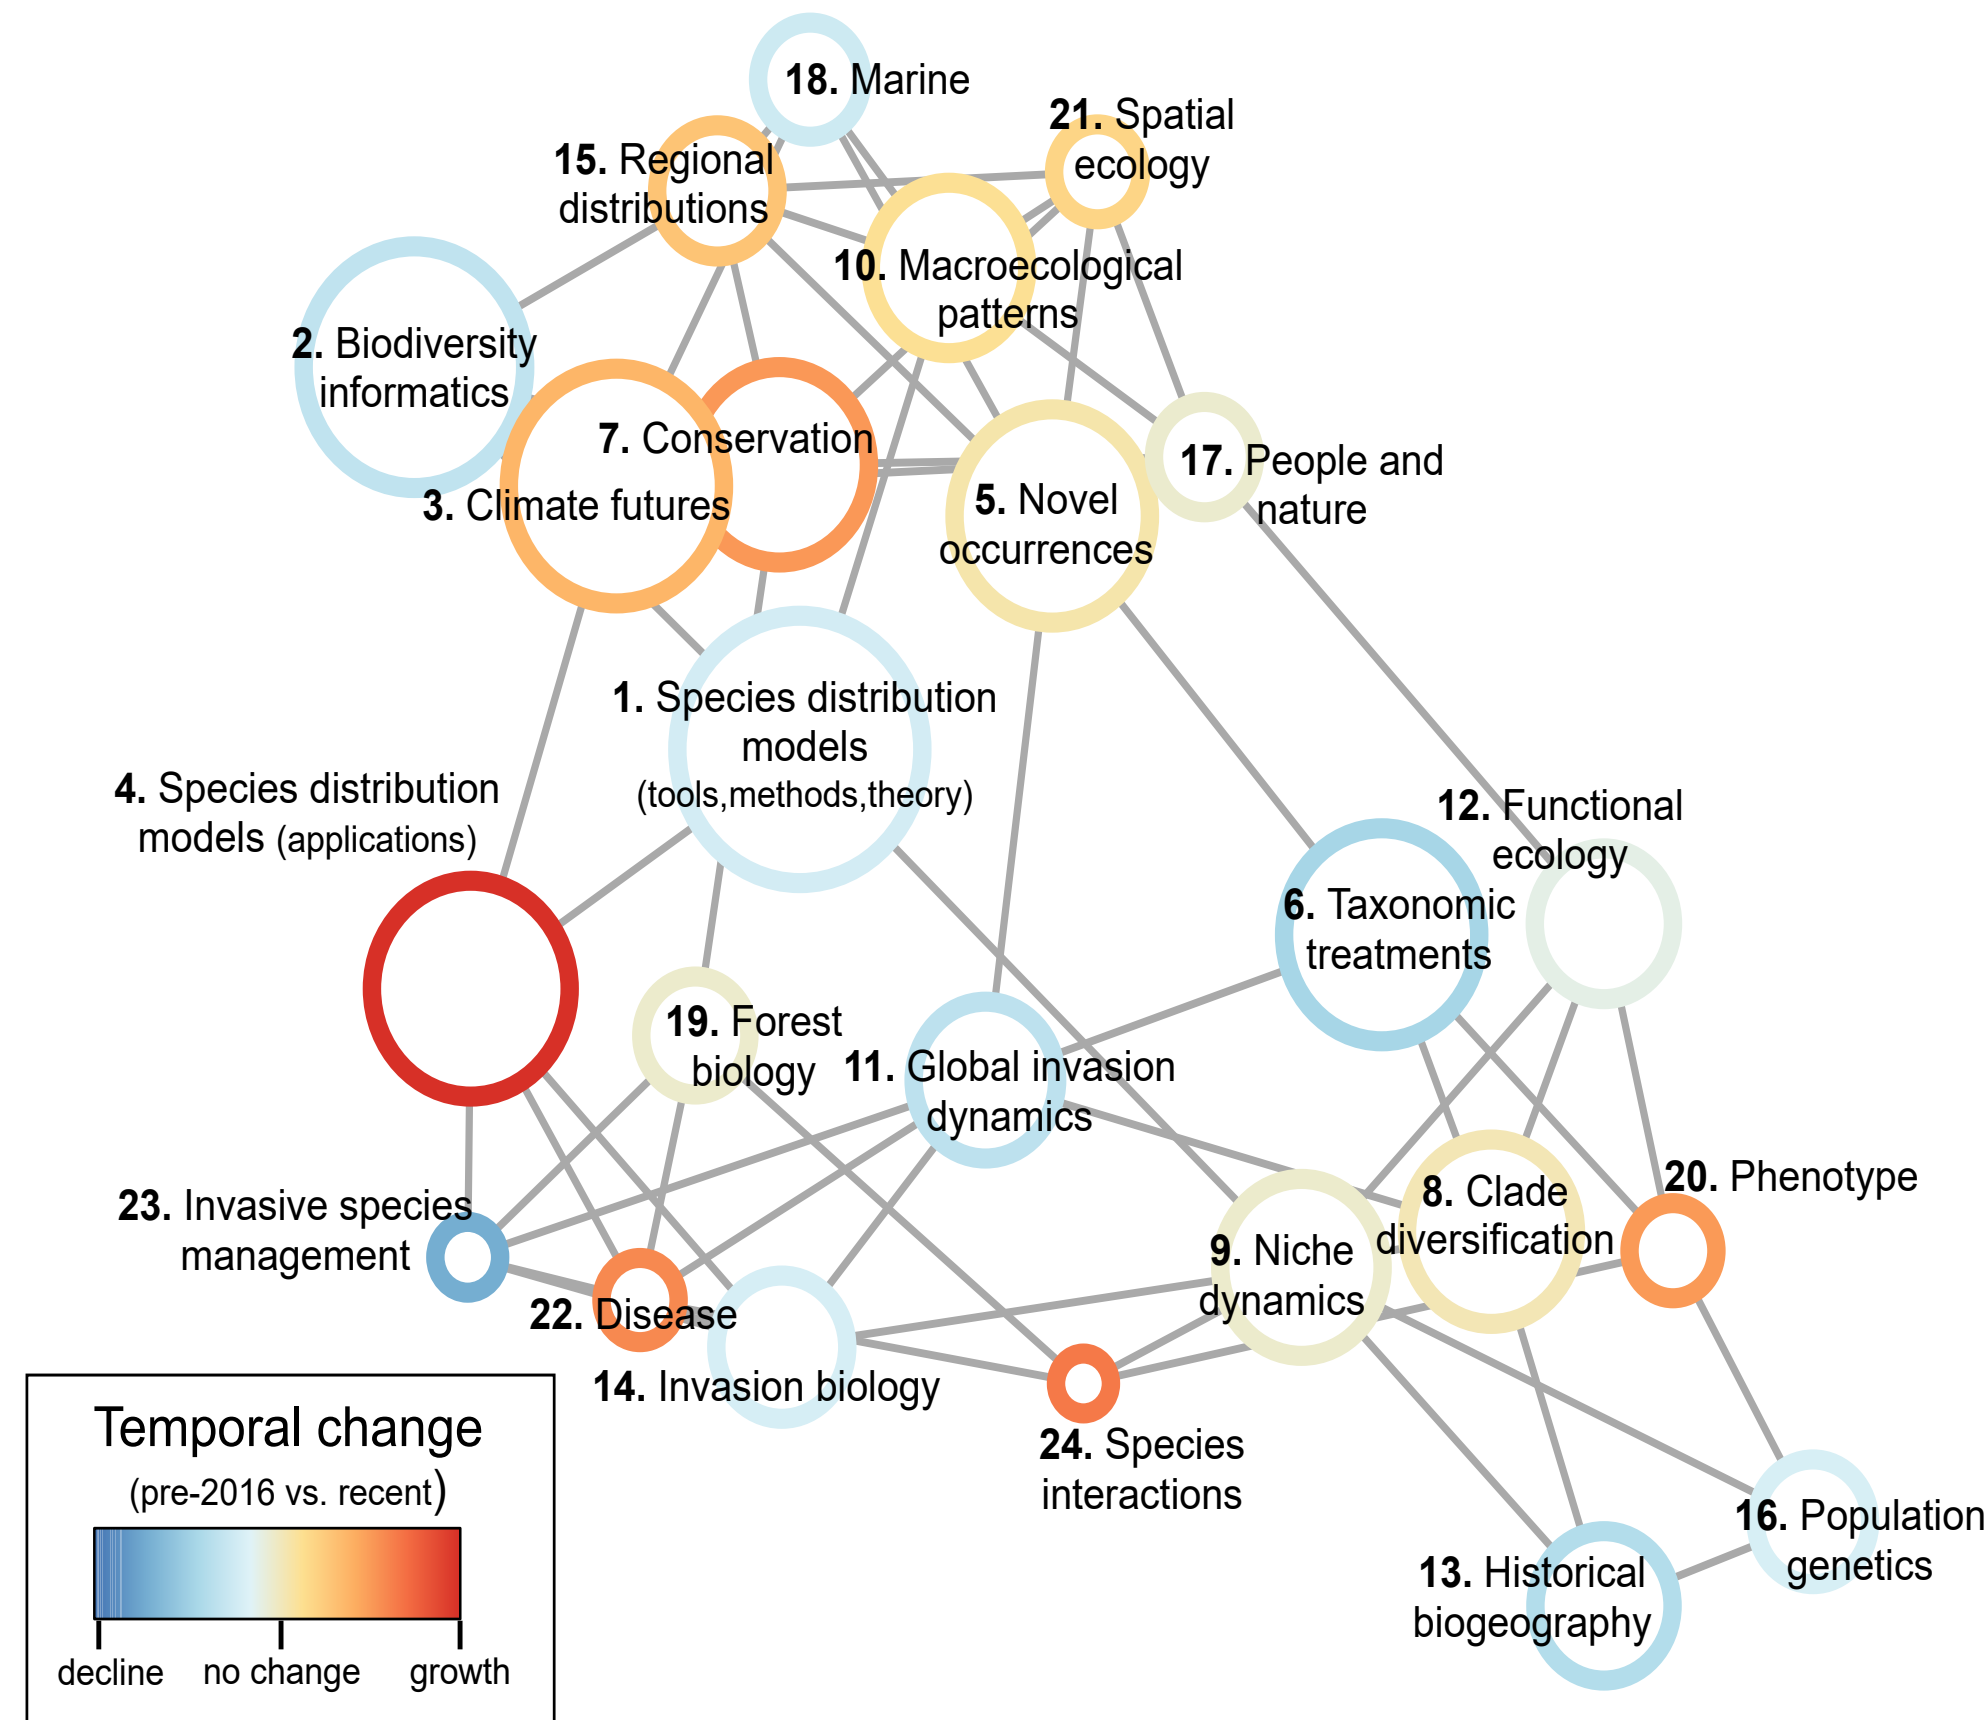 18. Marine
21. Spatial
ecology
15. Regional
distributions
10. Macroecological
patterns
2. Biodiversity
informatics
7. Conservation
17. People and
nature
3. Climate futures
5. Novel
occurrences
1. Species distribution
models
(tools,methods,theory)
4. Species distribution
models (applications)
12. Functional
ecology
6. Taxonomic
treatments
19. Forest
biology
11. Global invasion
dynamics
20. Phenotype
8. Clade
diversification
23. Invasive species
management
9. Niche
dynamics
22. Disease
14. Invasion biology
24. Species
interactions
16. Population
genetics
13. Historical
biogeography
Temporal change
(pre-2016 vs. recent)
decline no change growth